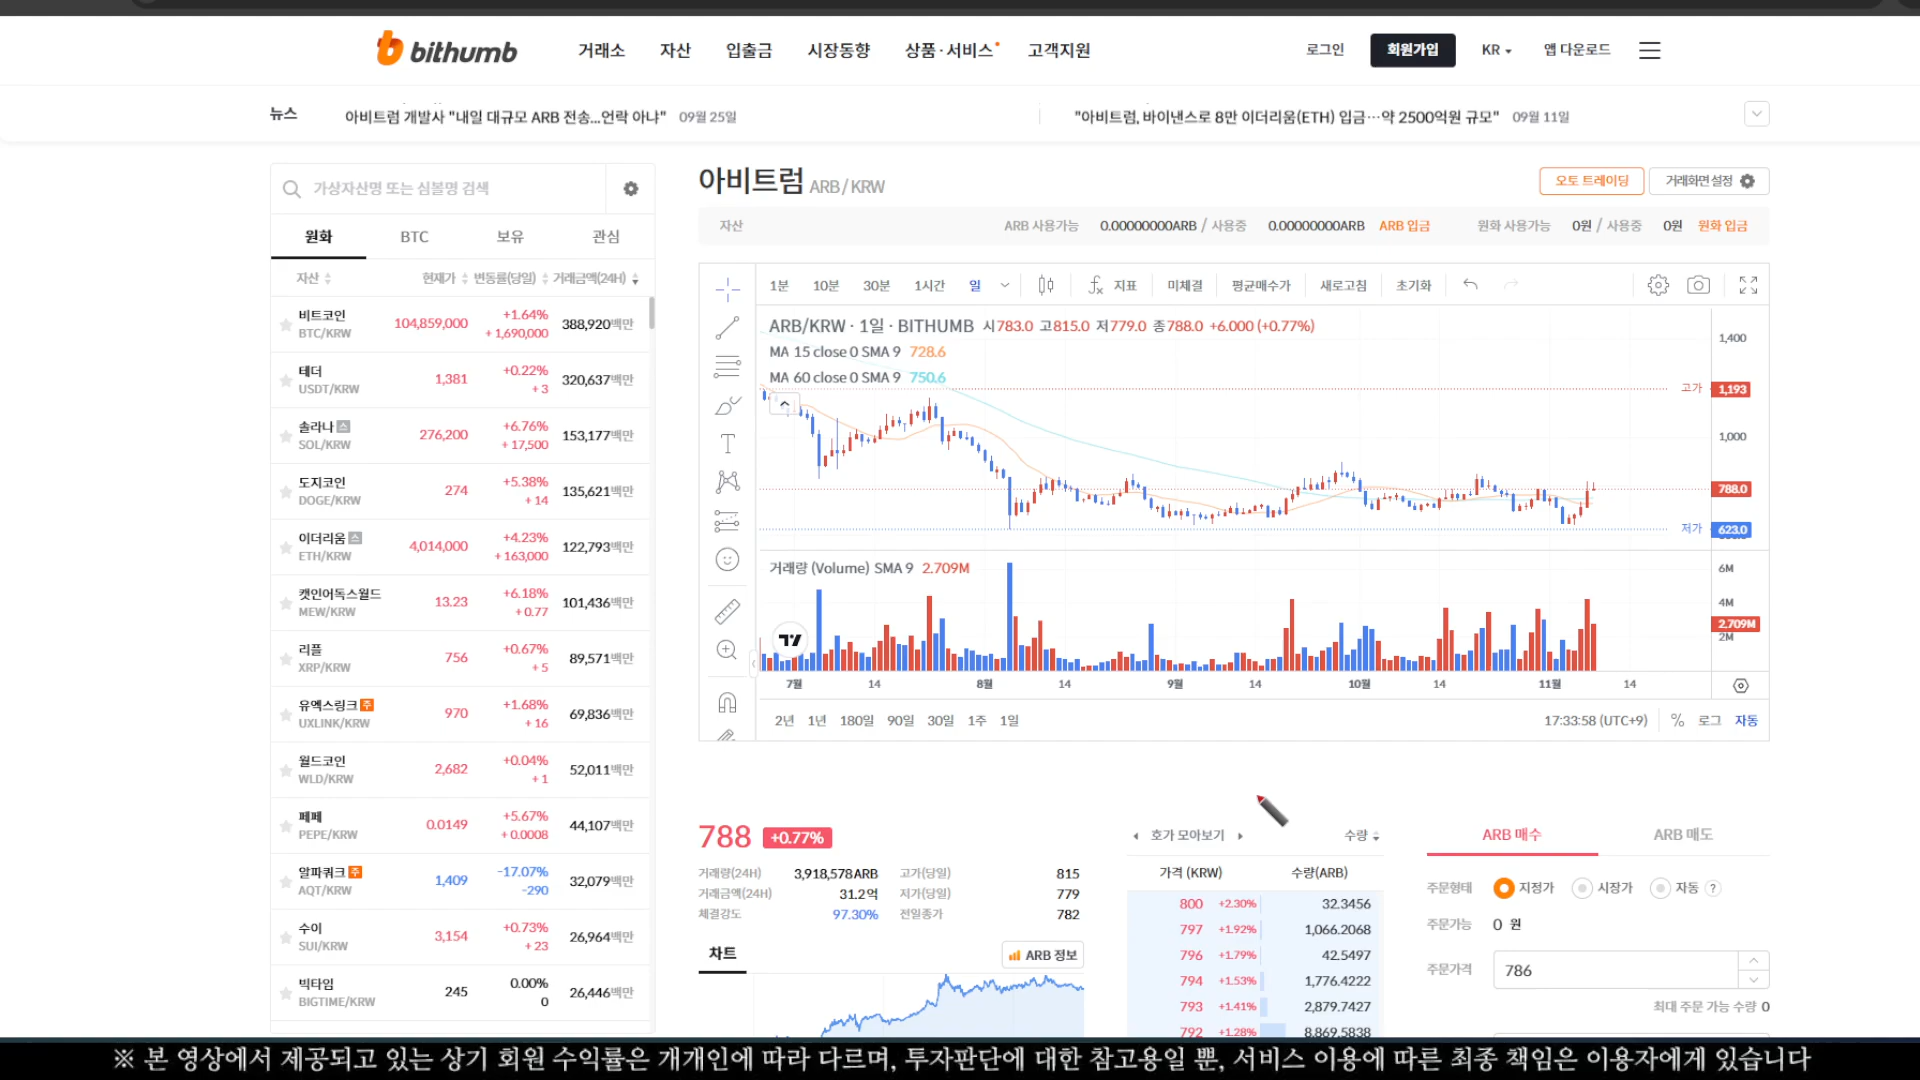 bithumb 거래소 자산 입출금 시장동향 상품·서비스 고객지원 로그인 회원가입 KR 앱 다운로드
뉴스 아비트럼 개발사 "내일 대규모 ARB 전송...언락 아냐" 09월 25일 "아비트럼, 바이낸스로 8만 이더리움(ETH) 입금…약 2500억원 규모" 09월 11일
가상자산명 또는 심볼명 검색
원화 BTC 보유 관심
자산 현재가 변동률(당일) 거래금액(24H)
비트코인 104,859,000 +1.64% 388,920백만
BTC/KRW +1,690,000
테더 1,381 +0.22% 320,637백만
USDT/KRW +3
솔라나 스 276,200 +6.76% 153,177백만
SOL/KRW +17,500
도지코인 274 +5.38% 135,621백만
DOGE/KRW +14
이더리움 스 4,014,000 +4.23% 122,793백만
ETH/KRW +163,000
캣인어독스월드 13.23 +6.18% 101,436백만
MEW/KRW +0.77
리플 756 +0.67% 89,571백만
XRP/KRW +5
유엑스링크 주 970 +1.68% 69,836백만
UXLINK/KRW +16
월드코인 2,682 +0.04% 52,011백만
WLD/KRW +1
페페 0.0149 +5.67% 44,107백만
PEPE/KRW +0.0008
알파쿼크 주 1,409 -17.07% 32,079백만
AQT/KRW -290
수이 3,154 +0.73% 26,964백만
SUI/KRW +23
빅타임 245 0.00% 26,446백만
BIGTIME/KRW 0
아비트럼 ARB/KRW 오토 트레이딩 거래화면 설정
자산 ARB 사용가능 0.00000000ARB / 사용중 0.00000000ARB ARB 입금 원화 사용가능 0원 / 사용중 0원 원화 입금
1분 10분 30분 1시간 일 지표 미체결 평균매수가 새로고침 초기화
ARB/KRW · 1일 · BITHUMB 시783.0 고815.0 저779.0 종788.0 +6.000 (+0.77%)
MA 15 close 0 SMA 9 728.6
MA 60 close 0 SMA 9 750.6
1,400
고가 1,193
1,000
788.0
저가 623.0
거래량 (Volume) SMA 9 2.709M
6M
4M
2.709M
2M
7월 14 8월 14 9월 14 10월 14 11월 14
2년 1년 180일 90일 30일 1주 1일 17:33:58 (UTC+9) % 로그 자동
788 +0.77%
거래량(24H) 3,918,578ARB 고가(당일) 815
거래금액(24H) 31.2억 저가(당일) 779
체결강도 97.30% 전일종가 782
차트 ARB 정보
호가 모아보기 수량
가격 (KRW) 수량(ARB)
800 +2.30% 32.3456
797 +1.92% 1,066.2068
796 +1.79% 42.5497
794 +1.53% 1,776.4222
793 +1.41% 2,879.7427
792 +1.28% 8,869.5838
ARB 매수 ARB 매도
주문형태 지정가 시장가 자동 ?
주문가능 0 원
주문가격 786
최대 주문 가능 수량 0
※ 본 영상에서 제공되고 있는 상기 회원 수익률은 개개인에 따라 다르며, 투자판단에 대한 참고용일 뿐, 서비스 이용에 따른 최종 책임은 이용자에게 있습니다